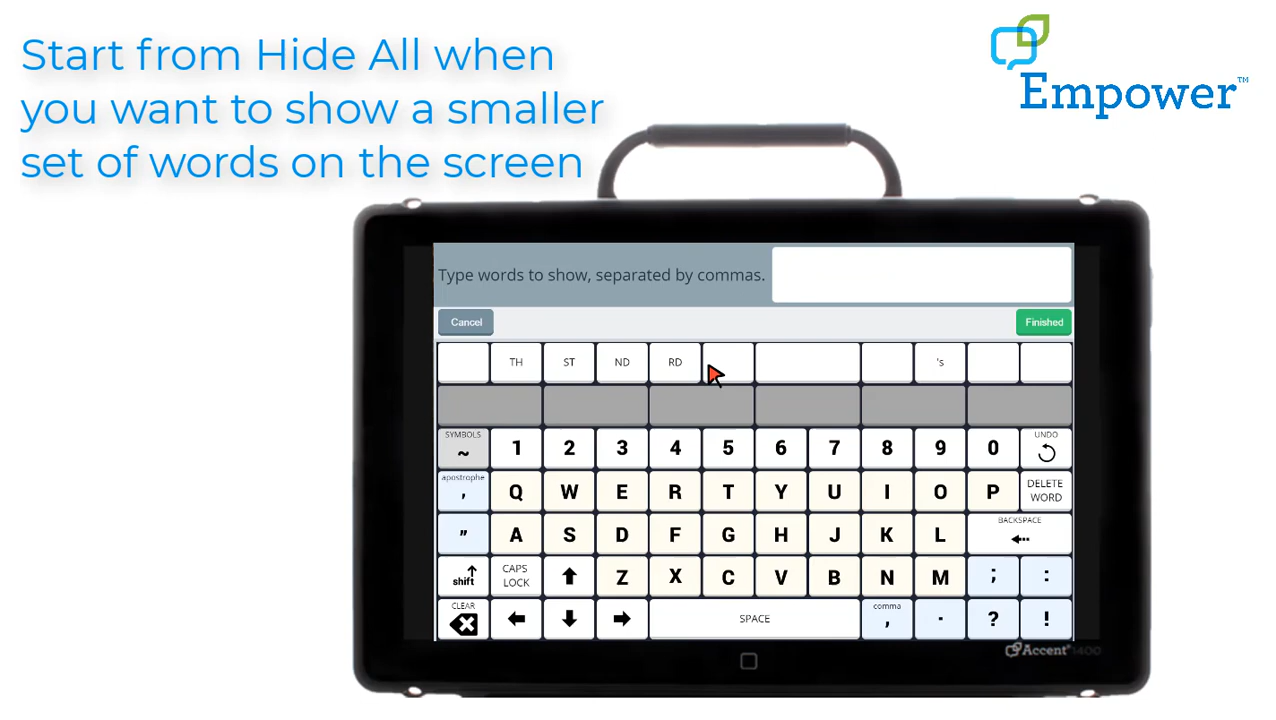 Start from Hide All when
you want to show a smaller
set of words on the screen
Empower™
Type words to show, separated by commas.
Cancel
Finished
TH ST ND RD 's
SYMBOLS UNDO
~ 1 2 3 4 5 6 7 8 9 0
apostrophe
, Q W E R T Y U I O P DELETE WORD
BACKSPACE
" A S D F G H J K L
shift CAPS LOCK Z X C V B N M ; :
CLEAR comma
SPACE , . ? !
Accent 1400